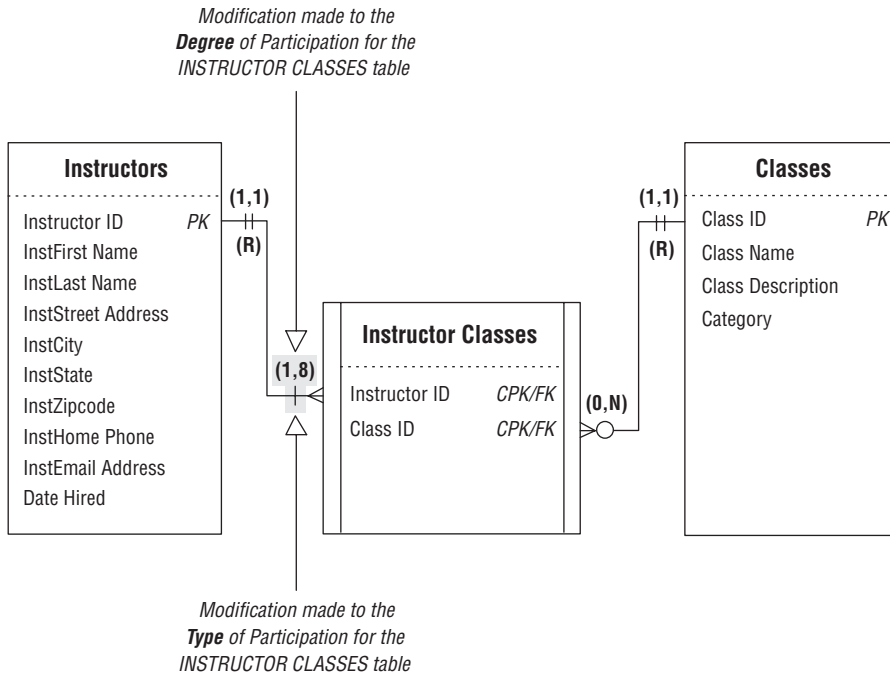 Modification made to the
Degree of Participation for the
INSTRUCTOR CLASSES table
Instructors
Instructor ID PK
InstFirst Name
InstLast Name
InstStreet Address
InstCity
InstState
InstZipcode
InstHome Phone
InstEmail Address
Date Hired
(1,1)
(R)
(1,8)
Instructor Classes
Instructor ID CPK/FK
Class ID CPK/FK
(0,N)
(1,1)
(R)
Classes
Class ID PK
Class Name
Class Description
Category
Modification made to the
Type of Participation for the
INSTRUCTOR CLASSES table